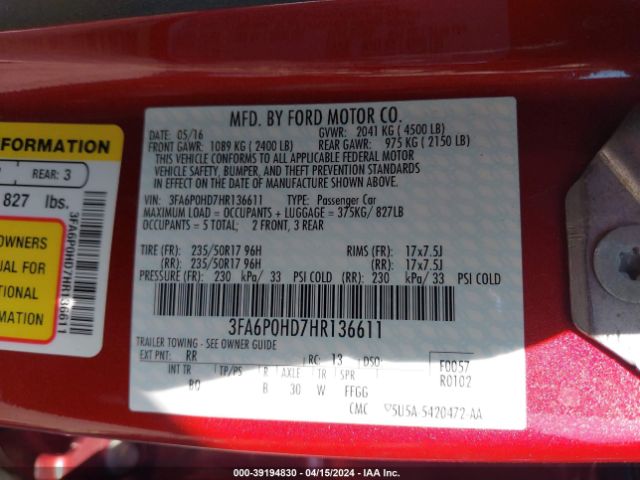 MFD. BY FORD MOTOR CO.
DATE: 05/16 GVWR: 2041 KG ( 4500 LB)
FRONT GAWR: 1089 KG ( 2400 LB) REAR GAWR: 975 KG ( 2150 LB)
THIS VEHICLE CONFORMS TO ALL APPLICABLE FEDERAL MOTOR
VEHICLE SAFETY, BUMPER, AND THEFT PREVENTION STANDARDS
IN EFFECT ON THE DATE OF MANUFACTURE SHOWN ABOVE.
VIN: 3FA6P0HD7HR136611 TYPE: Passenger Car
MAXIMUM LOAD = OCCUPANTS + LUGGAGE = 375KG/ 827LB
OCCUPANTS = 5 TOTAL; 2 FRONT, 3 REAR
TIRE (FR): 235/50R17 96H RIMS (FR): 17x7.5J
(RR): 235/50R17 96H (RR): 17x7.5J
PRESSURE (FR): 230 kPa/ 33 PSI COLD (RR): 230 kPa/ 33 PSI COLD
3FA6P0HD7HR136611
TRAILER TOWING - SEE OWNER GUIDE
EXT PNT: RR RC: 13 DSO: F0057
INT TR TP/PS R AXLE TR SPR R0102
BO B 30 W FFGG
CMC 5U5A-5420472-AA
FORMATION
REAR: 3
827 lbs.
OWNERS
UAL FOR
TIONAL
MATION
3FA6P0HD7HR136611
000-39194830 - 04/15/2024 - IAA Inc.